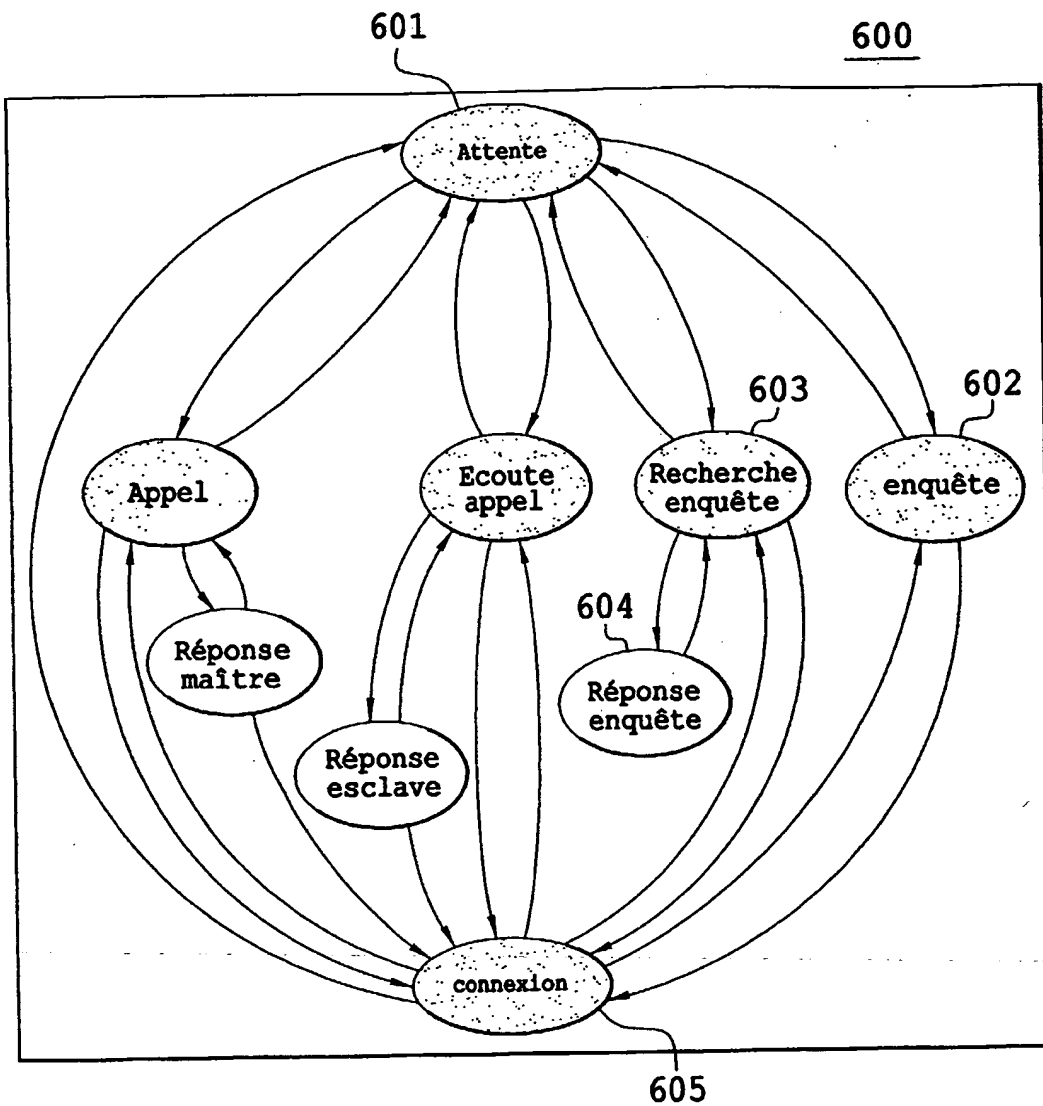 601
600
Attente
603
602
Appel
Ecoute
appel
Recherche
enquête
enquête
604
Réponse
maître
Réponse
enquête
Réponse
esclave
connexion
605